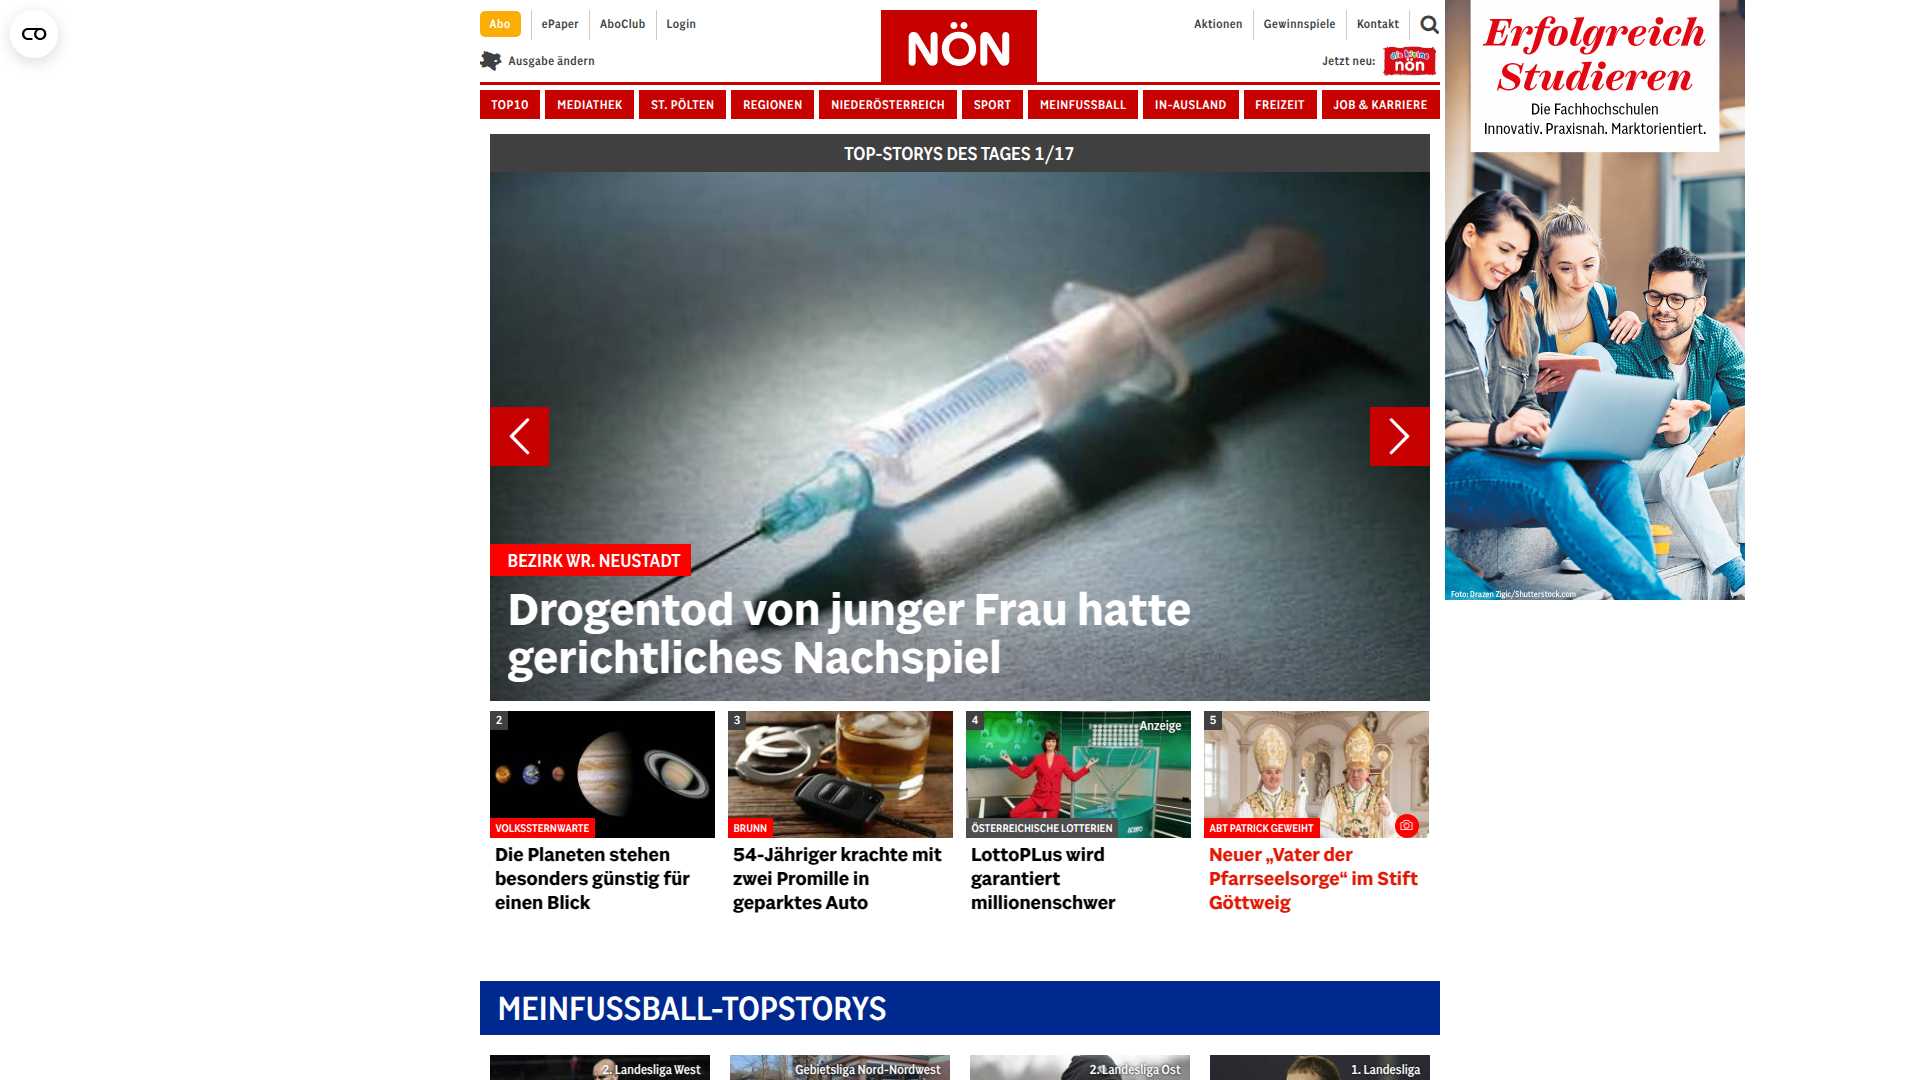 Abo
ePaper
AboClub
Login
NÖN
Aktionen
Gewinnspiele
Kontakt
Ausgabe ändern
Jetzt neu:
die kleine
nön
TOP10
MEDIATHEK
ST. PÖLTEN
REGIONEN
NIEDERÖSTERREICH
SPORT
MEINFUSSBALL
IN-AUSLAND
FREIZEIT
JOB & KARRIERE
Erfolgreich
Studieren
Die Fachhochschulen
Innovativ. Praxisnah. Marktorientiert.
Foto: Drazen Zigic/Shutterstock.com
TOP-STORYS DES TAGES 1/17
BEZIRK WR. NEUSTADT
Drogentod von junger Frau hatte
gerichtliches Nachspiel
2
VOLKSSTERNWARTE
Die Planeten stehen
besonders günstig für
einen Blick
3
BRUNN
54-Jähriger krachte mit
zwei Promille in
geparktes Auto
4
Anzeige
ÖSTERREICHISCHE LOTTERIEN
LottoPLus wird
garantiert
millionenschwer
5
ABT PATRICK GEWEIHT
Neuer „Vater der
Pfarrseelsorge“ im Stift
Göttweig
MEINFUSSBALL-TOPSTORYS
2. Landesliga West
Gebietsliga Nord-Nordwest
2. Landesliga Ost
1. Landesliga